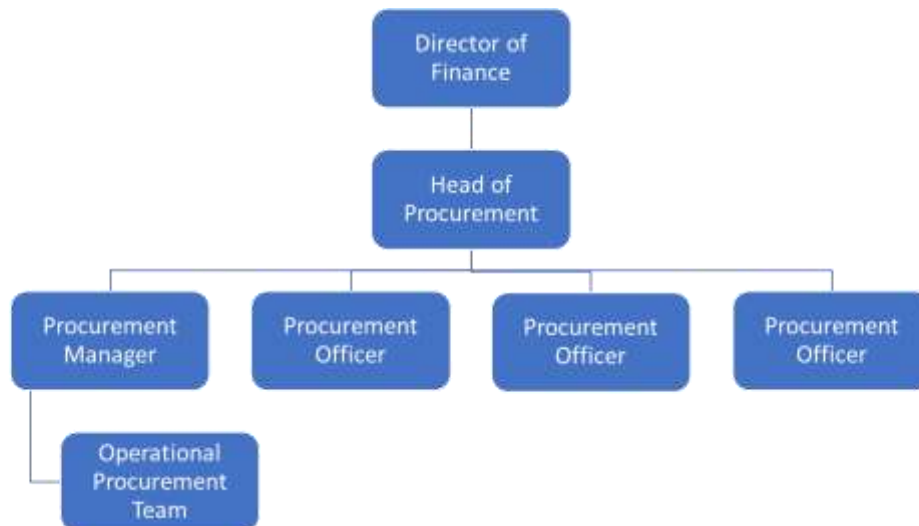 Director of
Finance
Head of
Procurement
Procurement
Manager
Procurement
Officer
Procurement
Officer
Procurement
Officer
Operational
Procurement
Team